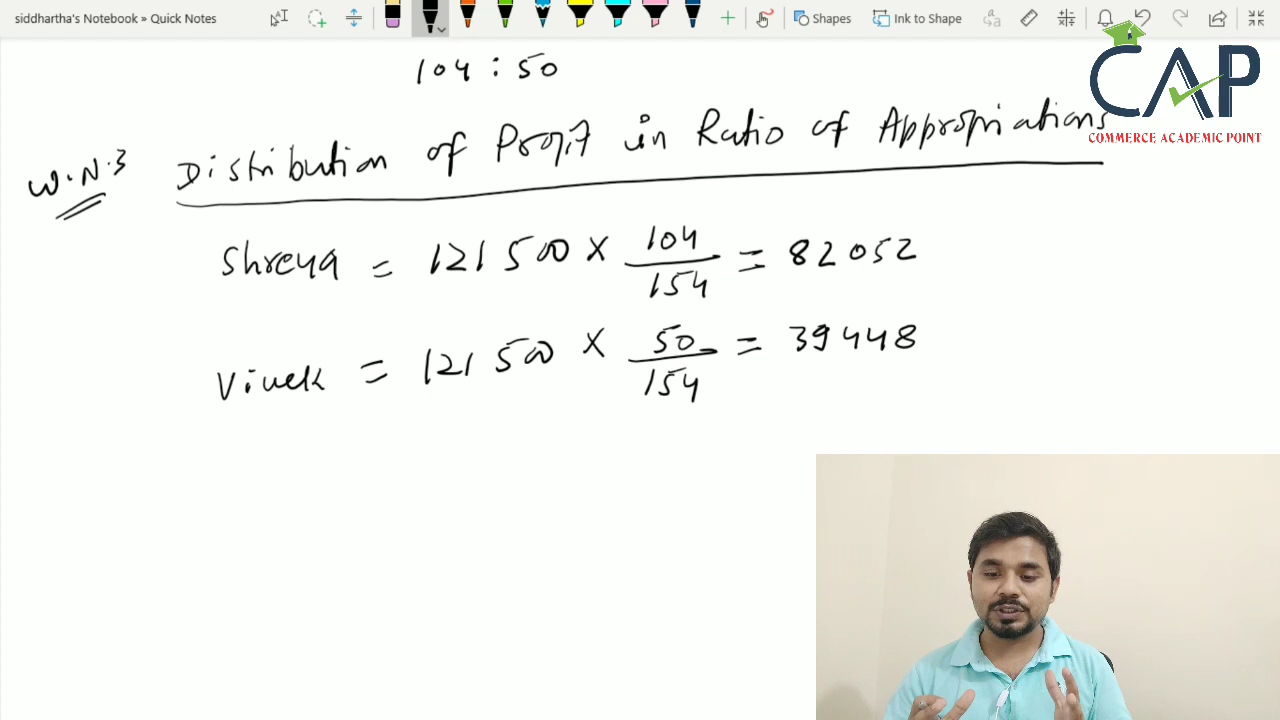 siddhartha's Notebook » Quick Notes
Shapes
Ink to Shape
CAP
COMMERCE ACADEMIC POINT
104 : 50
W.N.3 Distribution of Profit in Ratio of Appropriations
Shreya = 121500 × 104/154 = 82052
Vivek = 121500 × 50/154 = 39448